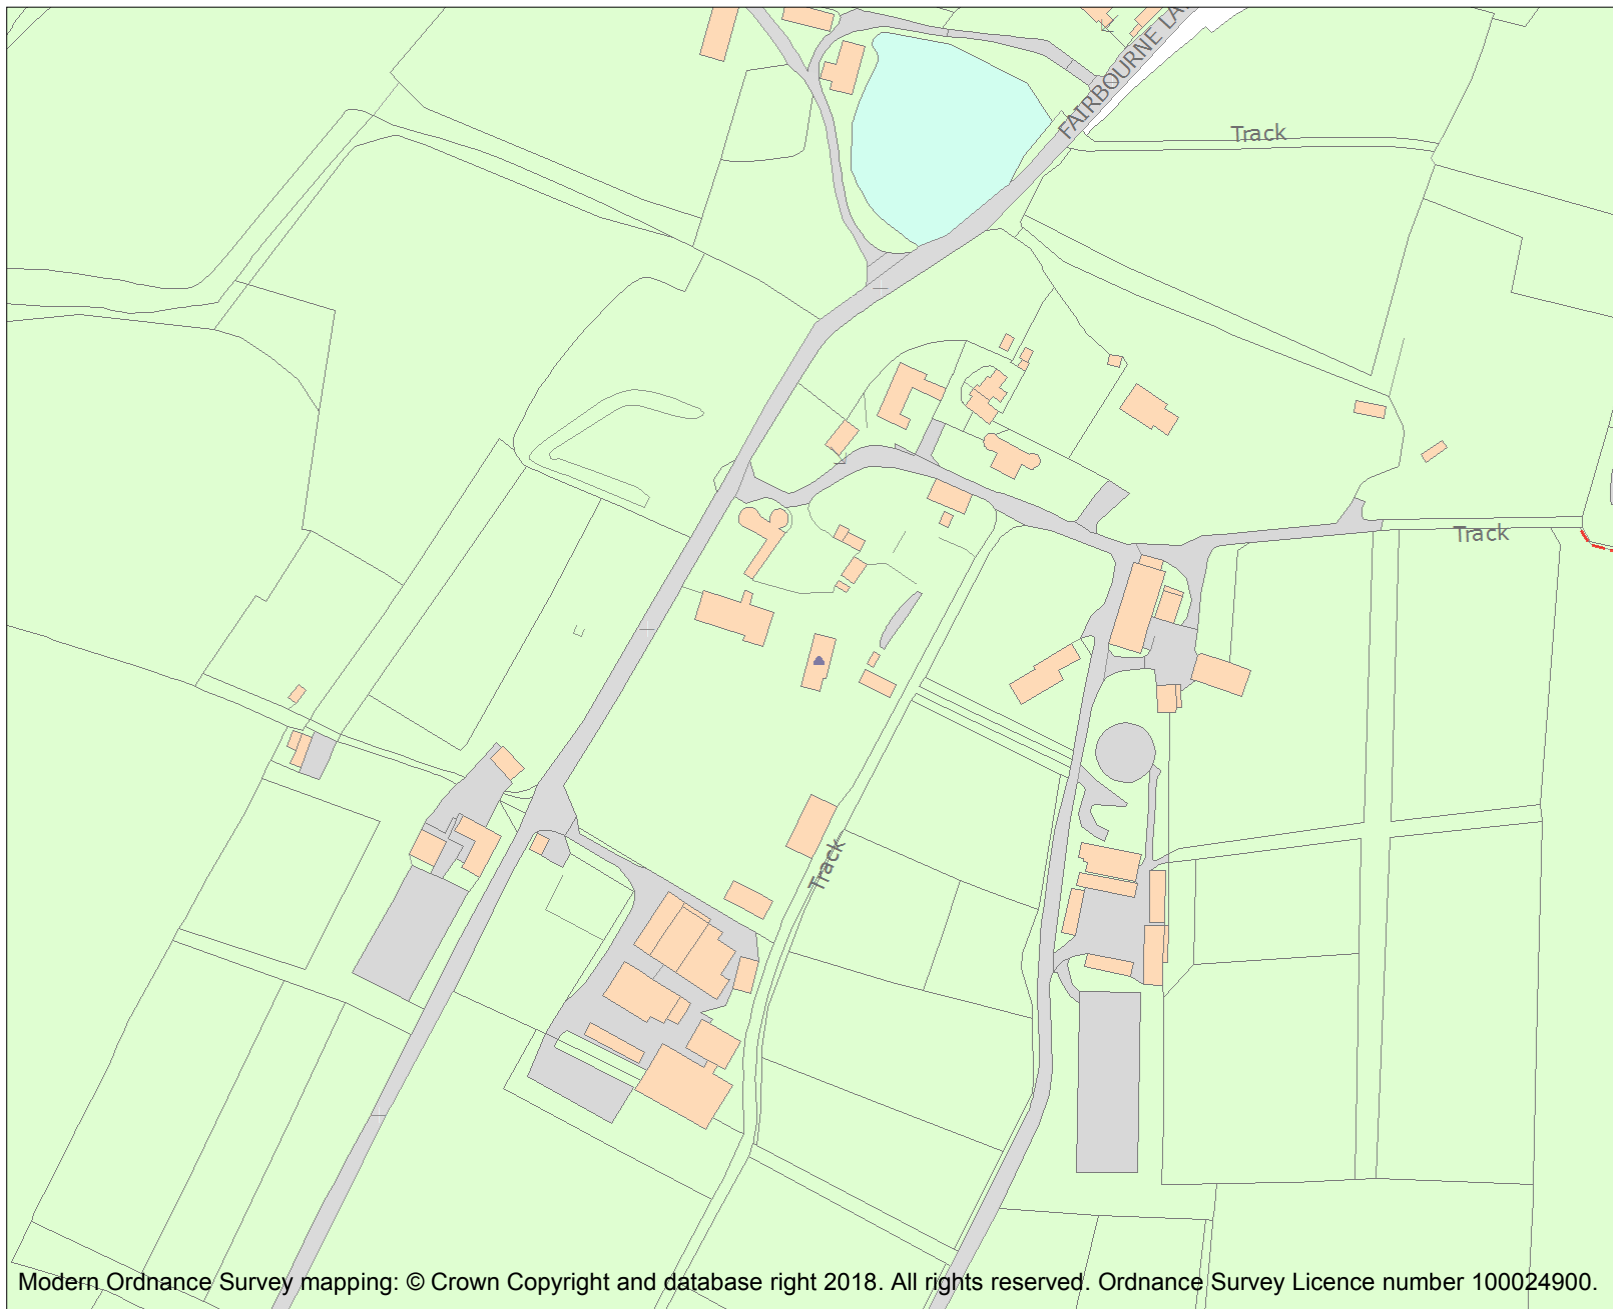 FAIRBOURNE LA
Track
Track
Track
Modern Ordnance Survey mapping: © Crown Copyright and database right 2018. All rights reserved. Ordnance Survey Licence number 100024900.